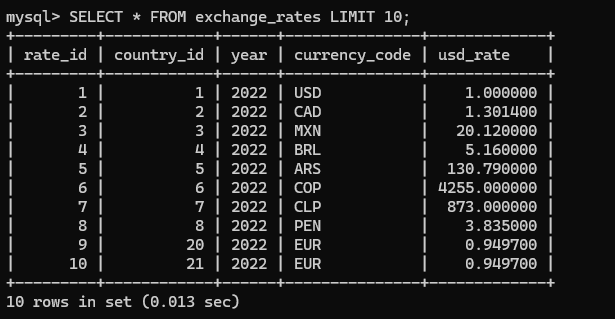 mysql> SELECT * FROM exchange_rates LIMIT 10;
+---------+------------+------+---------------+-------------+
| rate_id | country_id | year | currency_code | usd_rate    |
+---------+------------+------+---------------+-------------+
|       1 |          1 | 2022 | USD           |    1.000000 |
|       2 |          2 | 2022 | CAD           |    1.301400 |
|       3 |          3 | 2022 | MXN           |   20.120000 |
|       4 |          4 | 2022 | BRL           |    5.160000 |
|       5 |          5 | 2022 | ARS           |  130.790000 |
|       6 |          6 | 2022 | COP           | 4255.000000 |
|       7 |          7 | 2022 | CLP           |  873.000000 |
|       8 |          8 | 2022 | PEN           |    3.835000 |
|       9 |         20 | 2022 | EUR           |    0.949700 |
|      10 |         21 | 2022 | EUR           |    0.949700 |
+---------+------------+------+---------------+-------------+
10 rows in set (0.013 sec)